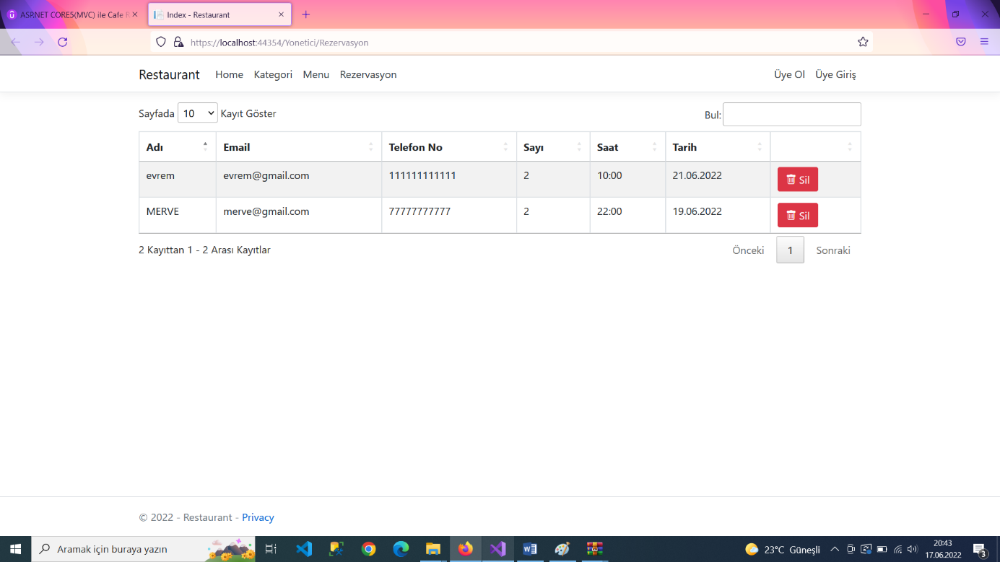 ASP.NET CORE5(MVC) ile Cafe R
Index - Restaurant
https://localhost:44354/Yonetici/Rezervasyon
Restaurant Home Kategori Menu Rezervasyon Üye Ol Üye Giriş
Sayfada 10 Kayıt Göster Bul:
Adı Email Telefon No Sayı Saat Tarih
evrem evrem@gmail.com 111111111111 2 10:00 21.06.2022 Sil
MERVE merve@gmail.com 77777777777 2 22:00 19.06.2022 Sil
2 Kayıttan 1 - 2 Arası Kayıtlar Önceki 1 Sonraki
© 2022 - Restaurant - Privacy
Aramak için buraya yazın
23°C Güneşli
20:43
17.06.2022
3